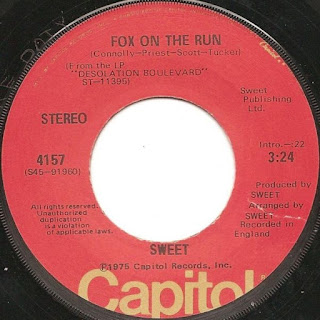 FOX ON THE RUN
(Connolly-Priest-Scott-Tucker)
(From the LP
"DESOLATION BOULEVARD"
ST-11395)
Sweet
Publishing
Ltd.
STEREO
4157
(S45-91960)
Intro.-:22
3:24
All rights reserved.
Unauthorized
duplication
is a violation
of applicable laws.
Produced by
SWEET
Arranged by
SWEET
Recorded in
England
SWEET
℗1975 Capitol Records, Inc.
Capitol